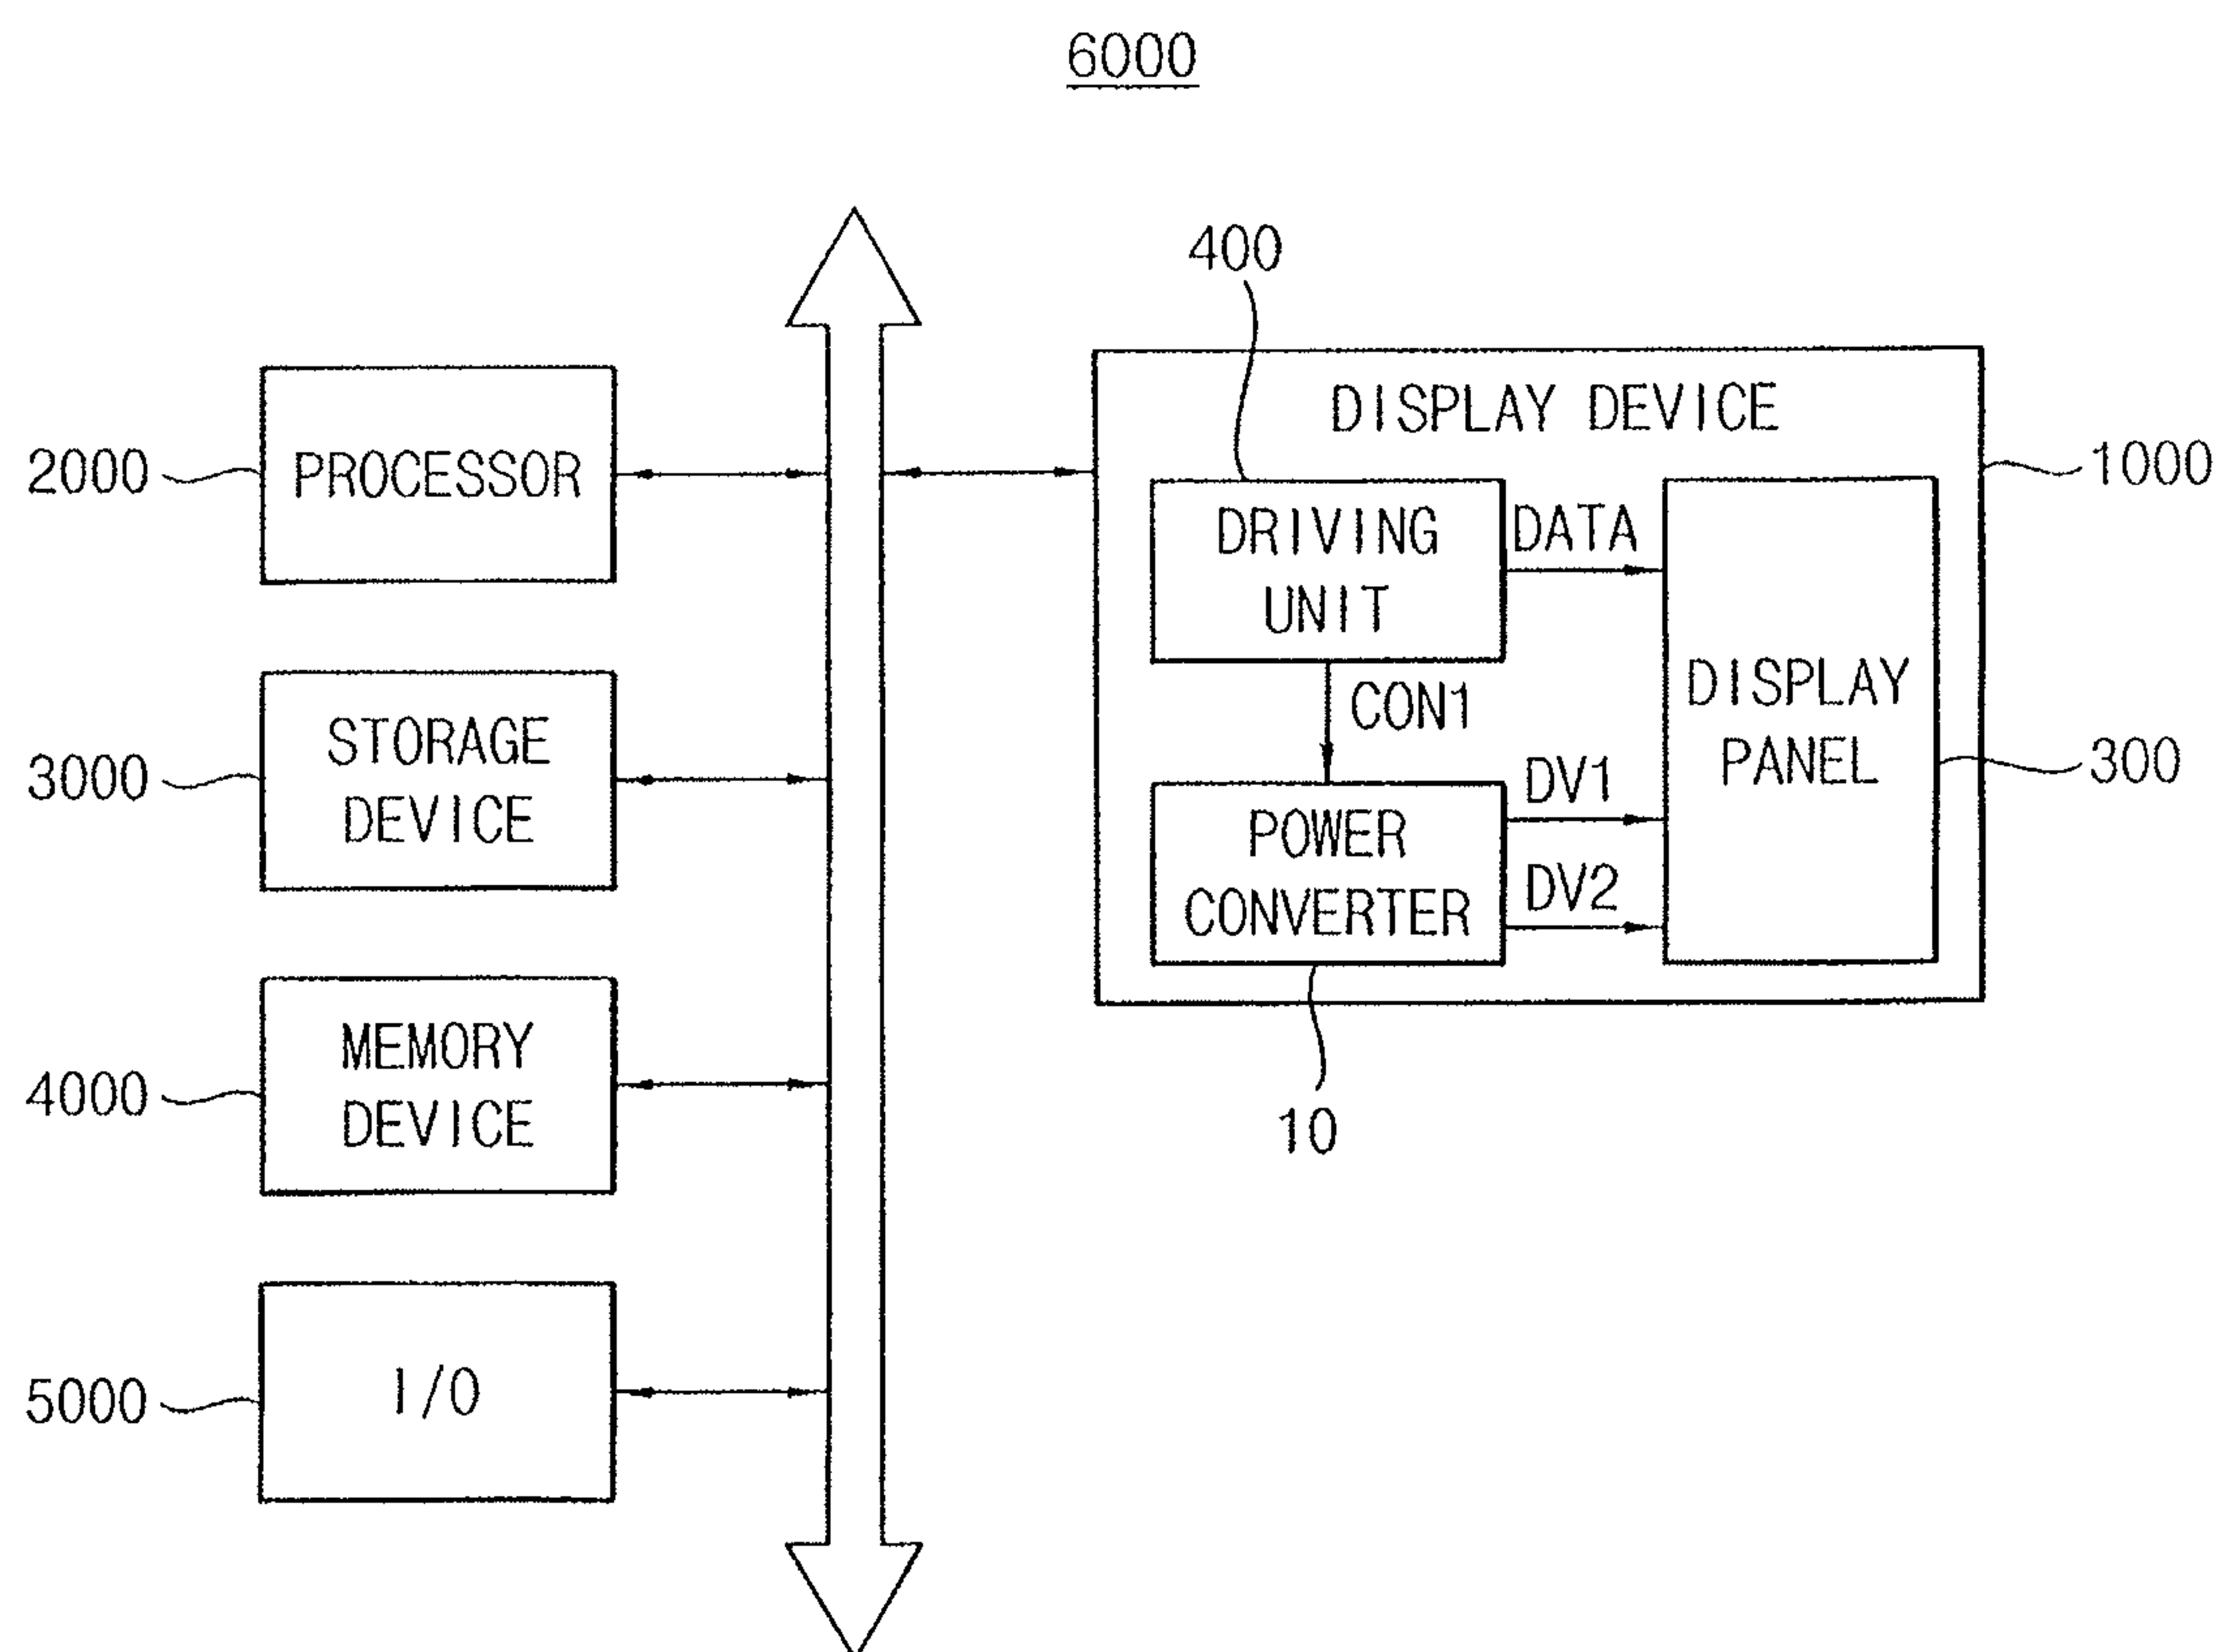 6000
400
DISPLAY DEVICE
2000
PROCESSOR
1000
DRIVING
UNIT
DATA
CON1
DISPLAY
PANEL
300
3000
STORAGE
DEVICE
DV1
POWER
CONVERTER
DV2
10
4000
MEMORY
DEVICE
5000
I/O